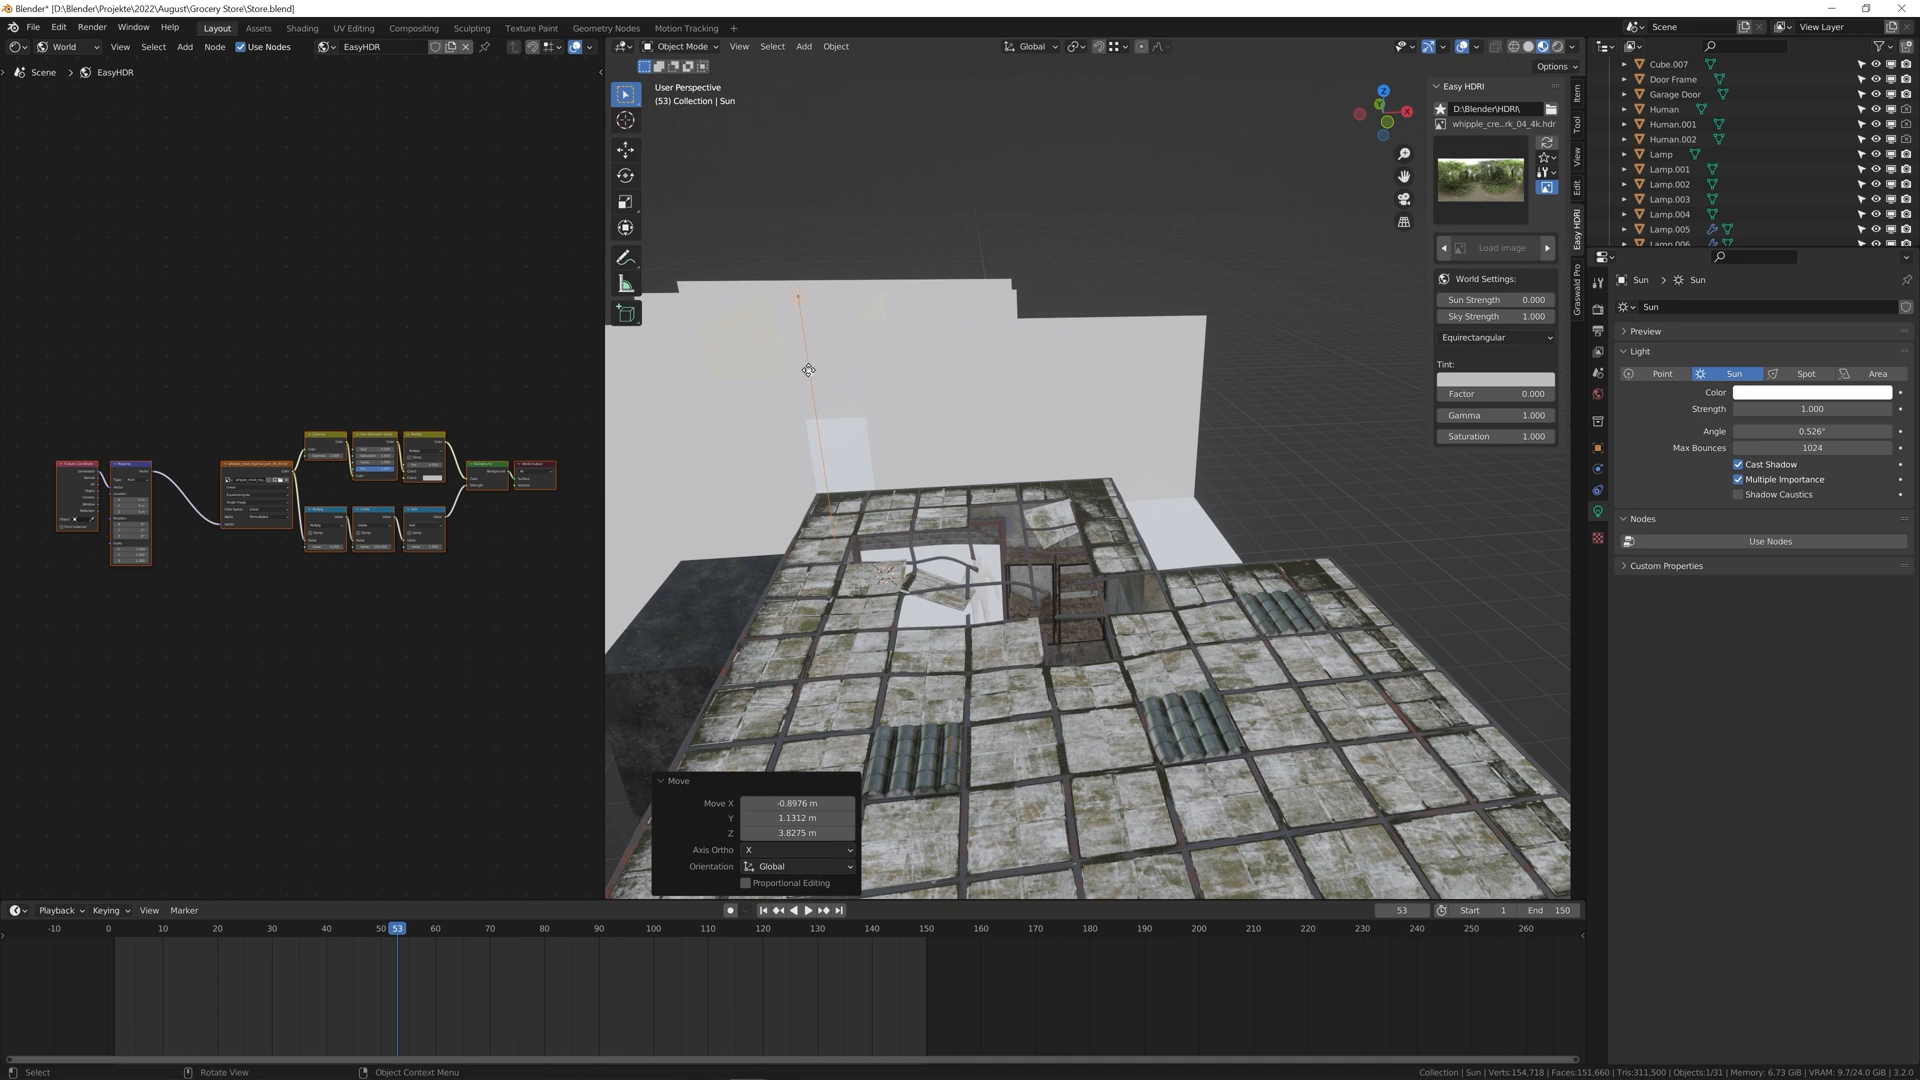 Blender* [D:\Blender\Projekte\2022\August\Grocery Store\Store.blend]
File Edit Render Window Help Layout Assets Shading UV Editing Compositing Sculpting Texture Paint Geometry Nodes Motion Tracking + Scene View Layer
World View Select Add Node Use Nodes EasyHDR Object Mode View Select Add Object Global
Options
Scene > EasyHDR
User Perspective
(53) Collection | Sun
Z
Y
X
Easy HDRI
D:\Blender\HDRI\
whipple_cre...rk_04_4k.hdr
Load image
World Settings:
Sun Strength 0.000
Sky Strength 1.000
Equirectangular
Tint:
Factor 0.000
Gamma 1.000
Saturation 1.000
Item
Tool
View
Edit
Easy HDRI
Graswald Pro
Cube.007
Door Frame
Garage Door
Human
Human.001
Human.002
Lamp
Lamp.001
Lamp.002
Lamp.003
Lamp.004
Lamp.005
Lamp.006
Sun > Sun
Sun
Preview
Light
Point Sun Spot Area
Color
Strength 1.000
Angle 0.526°
Max Bounces 1024
Cast Shadow
Multiple Importance
Shadow Caustics
Nodes
Use Nodes
Custom Properties
Move
Move X -0.8976 m
Y 1.1312 m
Z 3.8275 m
Axis Ortho X
Orientation Global
Proportional Editing
Playback Keying View Marker 53 Start 1 End 150
-10 0 10 20 30 40 50 53 60 70 80 90 100 110 120 130 140 150 160 170 180 190 200 210 220 230 240 250 260
Select Rotate View Object Context Menu Collection | Sun | Verts:154,718 | Faces:151,660 | Tris:311,500 | Objects:1/31 | Memory: 6.73 GiB | VRAM: 9.7/24.0 GiB | 3.2.0